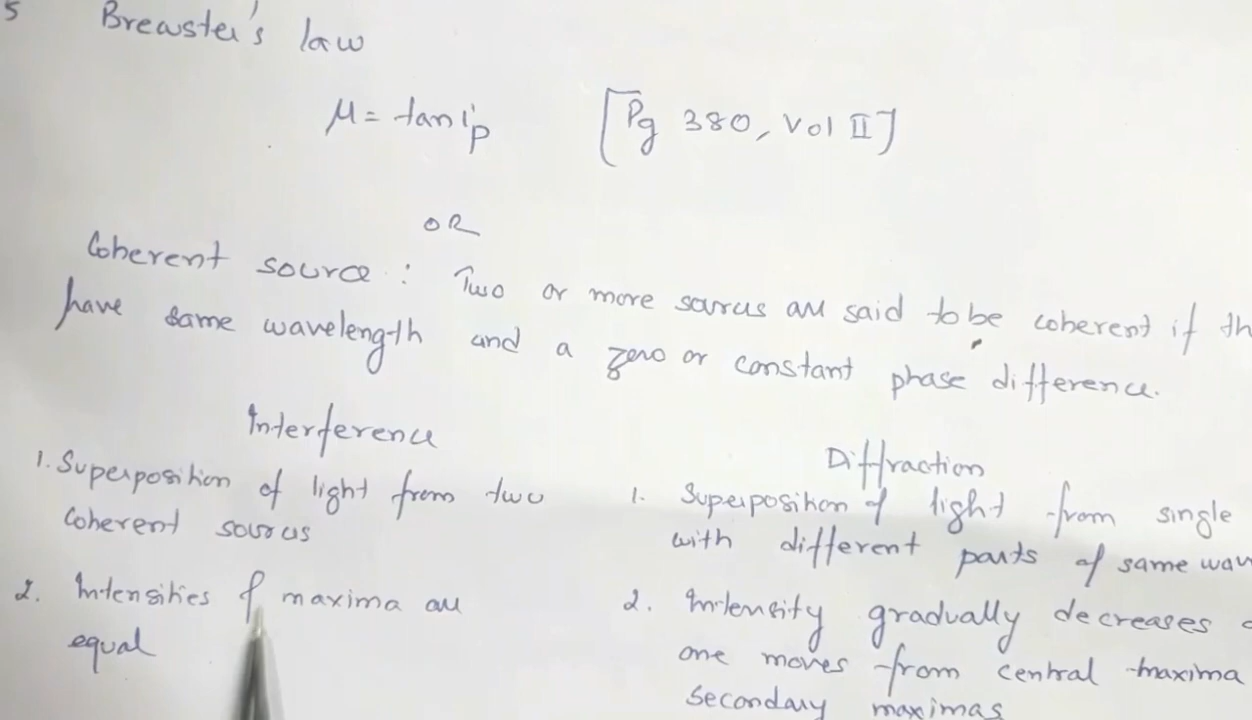 5 Brewster's law
μ = tan ip [Pg 380, Vol II]
OR
Coherent source : Two or more sources are said to be coherent if th
have same wavelength and a zero or constant phase difference.
Interference
1. Superposition of light from two
coherent sources
2. Intensities of maxima are
equal
Diffraction
1. Superposition of light from single
with different parts of same wav
2. Intensity gradually decreases
one moves from central maxima
secondary maximas